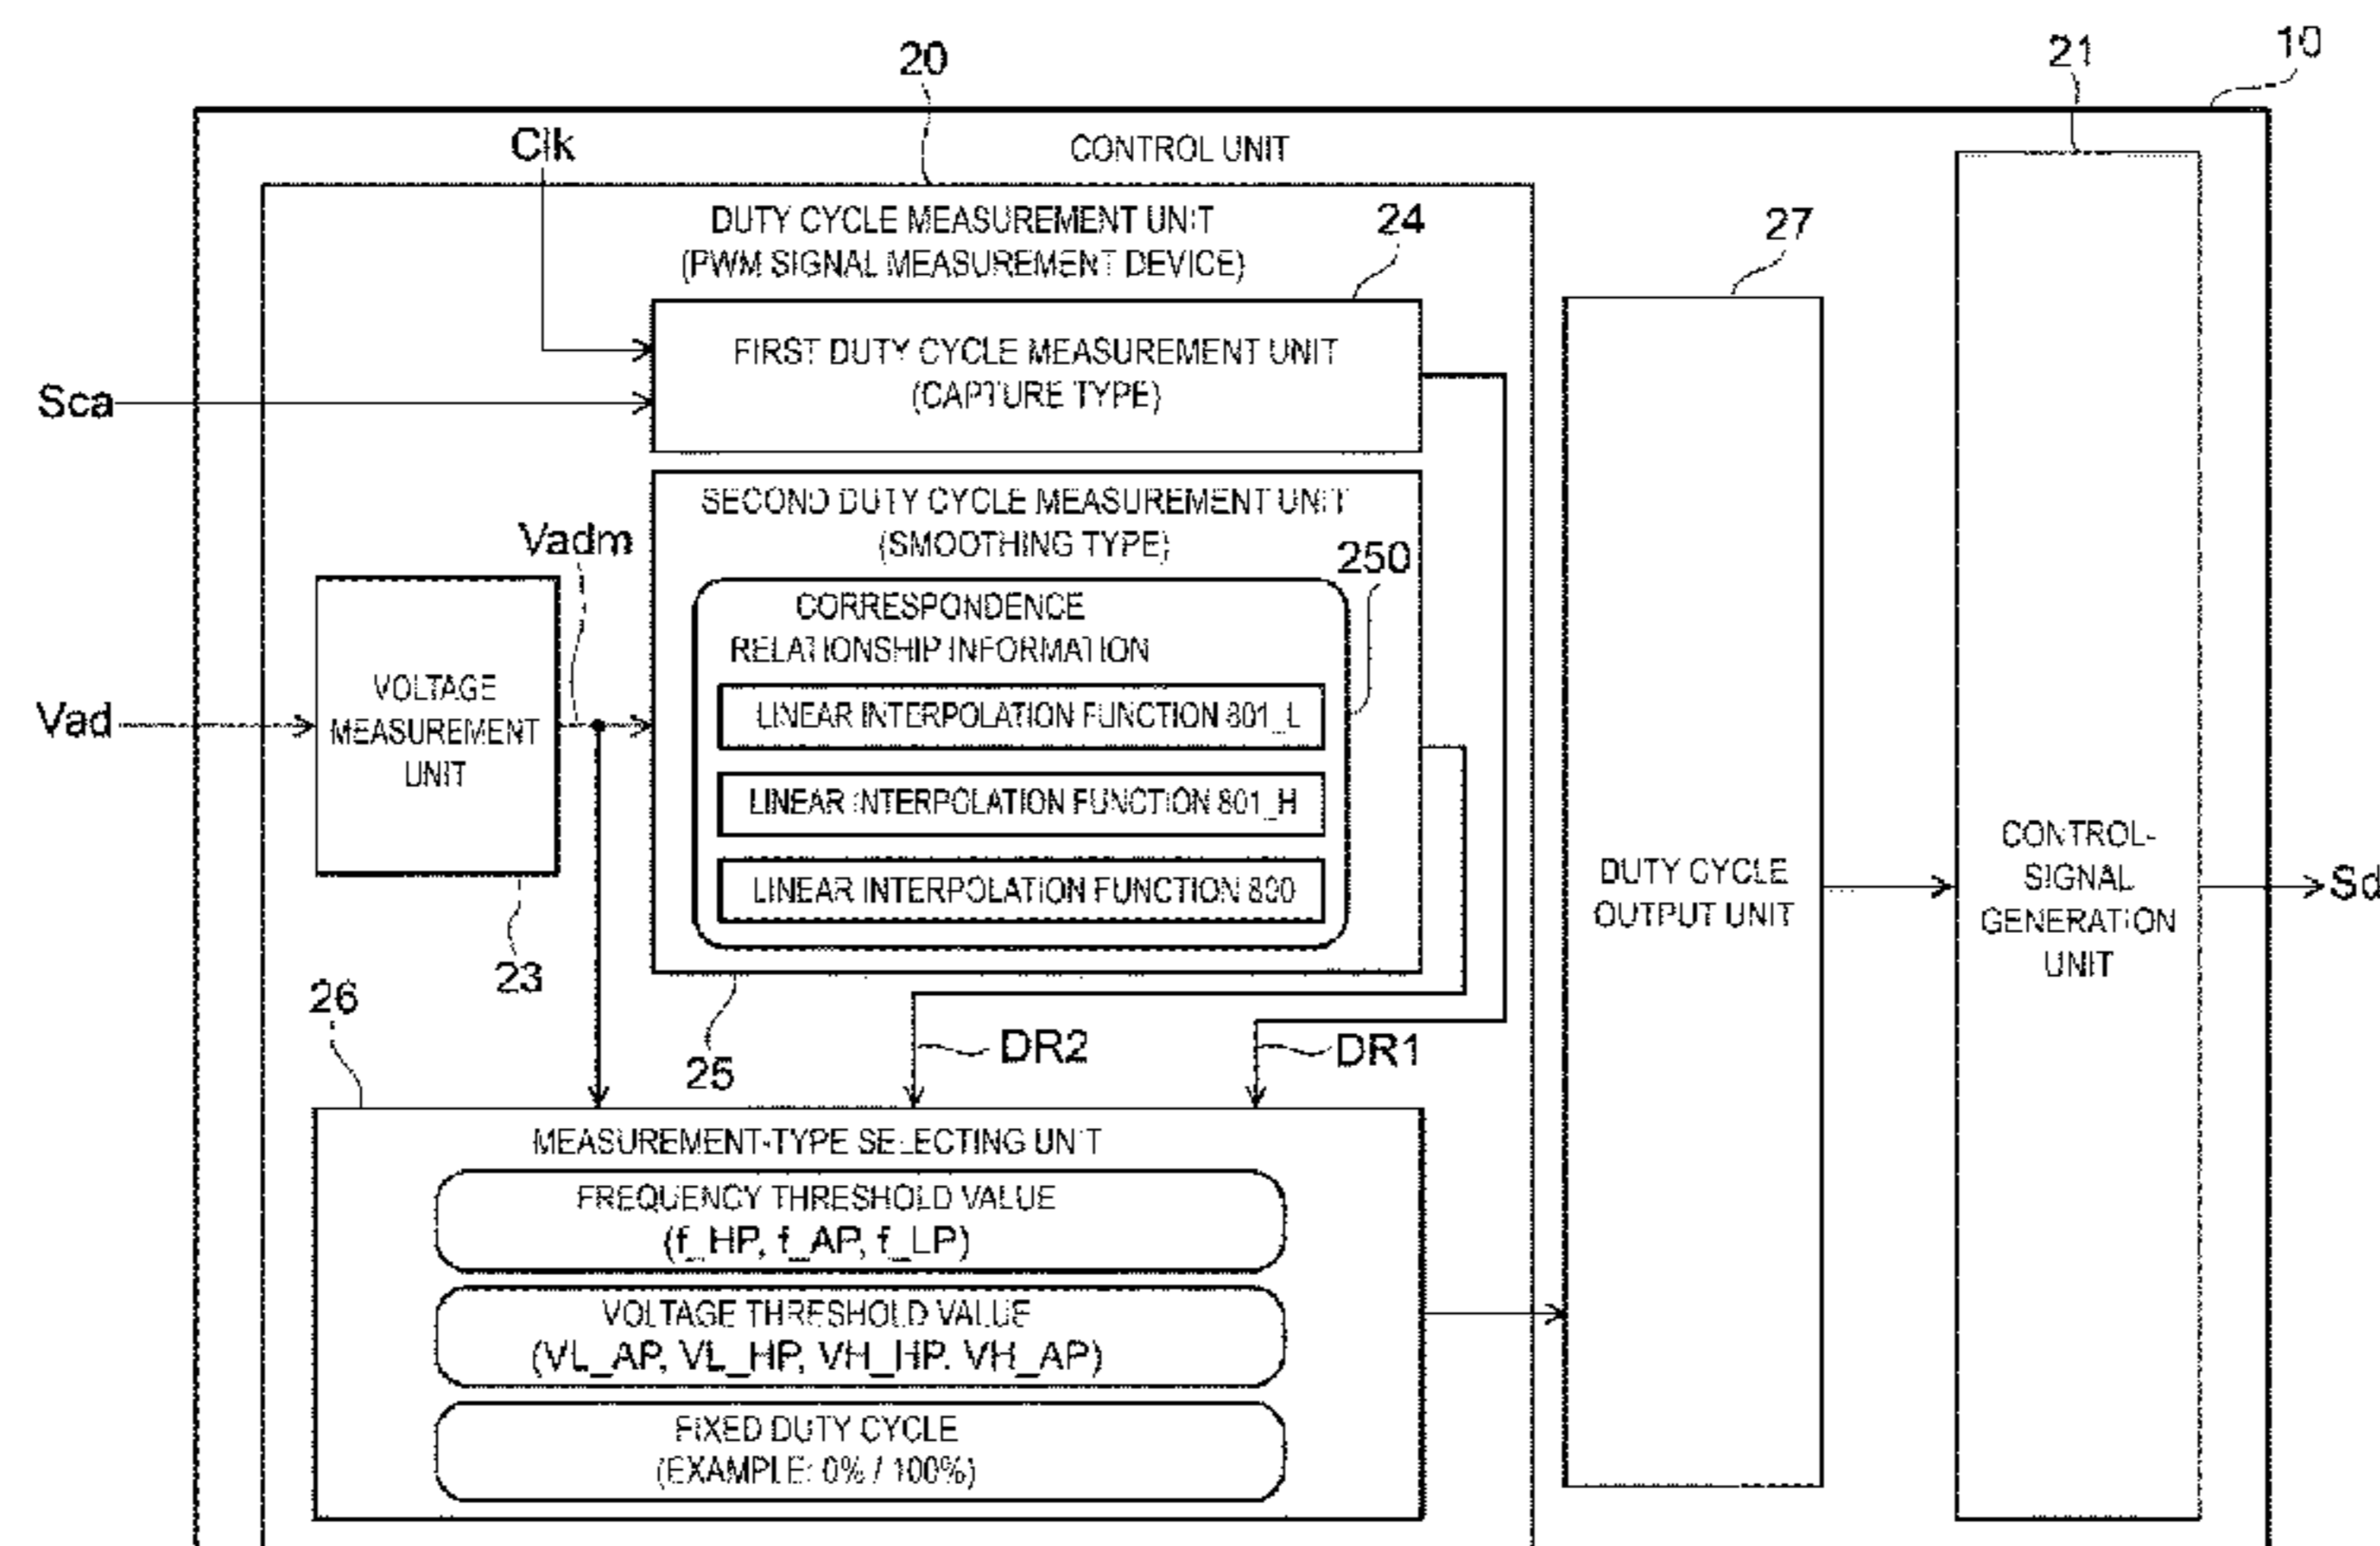 20
21
10
Clk
CONTROL UNIT
DUTY CYCLE MEASUREMENT UNIT
(PWM SIGNAL MEASUREMENT DEVICE)
24
27
FIRST DUTY CYCLE MEASUREMENT UNIT
(CAPTURE TYPE)
Sca
SECOND DUTY CYCLE MEASUREMENT UNIT
(SMOOTHING TYPE)
Vadm
250
CORRESPONDENCE
RELATIONSHIP INFORMATION
LINEAR INTERPOLATION FUNCTION 801_L
LINEAR INTERPOLATION FUNCTION 801_H
LINEAR INTERPOLATION FUNCTION 800
Vad
VOLTAGE
MEASUREMENT
UNIT
23
25
26
DR2
DR1
DUTY CYCLE
OUTPUT UNIT
CONTROL-
SIGNAL
GENERATION
UNIT
Sd
MEASUREMENT-TYPE SELECTING UNIT
FREQUENCY THRESHOLD VALUE
(f_HP, f_AP, f_LP)
VOLTAGE THRESHOLD VALUE
(VL_AP, VL_HP, VH_HP. VH_AP)
FIXED DUTY CYCLE
(EXAMPLE: 0% / 100%)